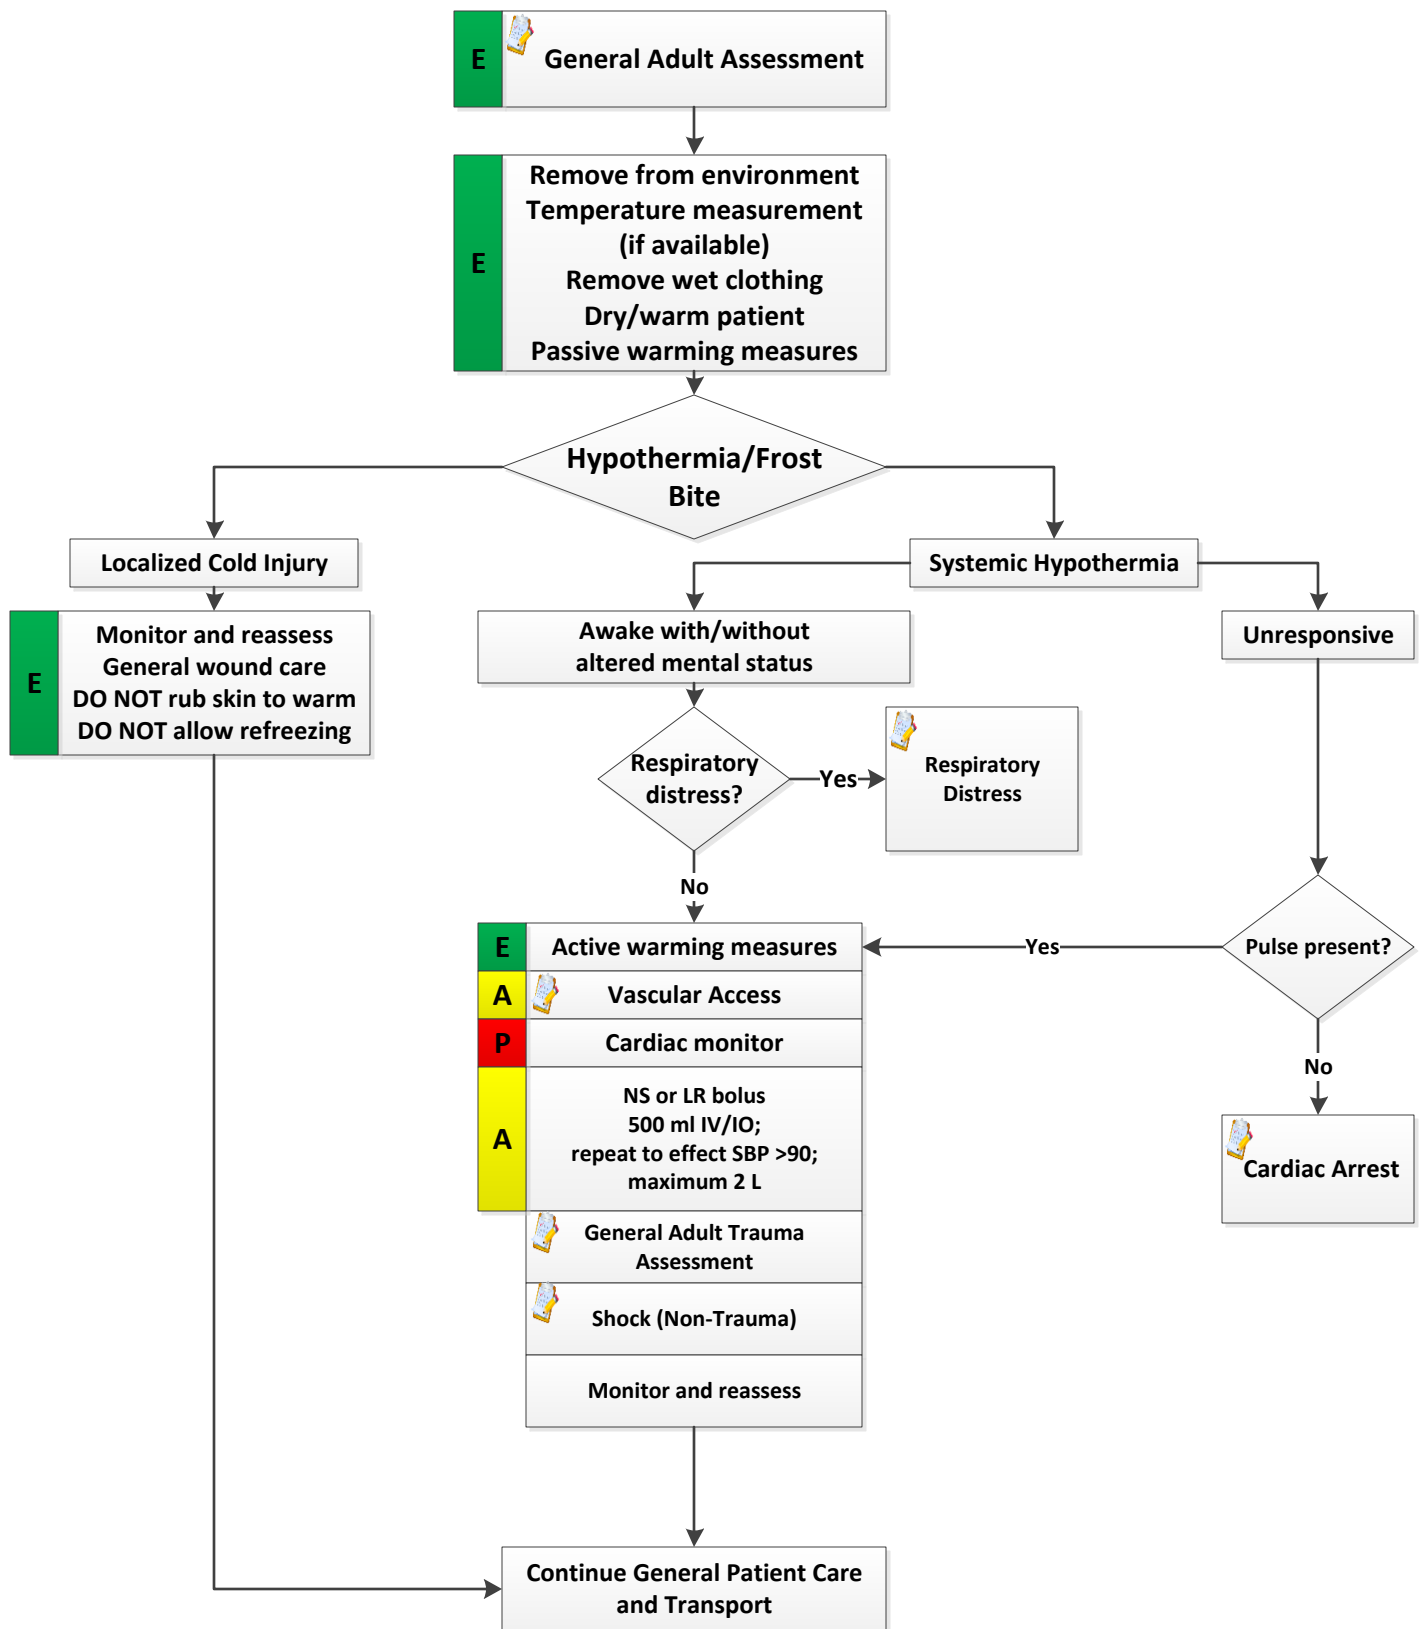 E
General Adult Assessment
E
Remove from environment
Temperature measurement
(if available)
Remove wet clothing
Dry/warm patient
Passive warming measures
Hypothermia/Frost
Bite
Localized Cold Injury
Systemic Hypothermia
E
Monitor and reassess
General wound care
DO NOT rub skin to warm
DO NOT allow refreezing
Awake with/without
altered mental status
Unresponsive
Respiratory
distress?
Yes
Respiratory
Distress
No
E
Active warming measures
Yes
Pulse present?
A
Vascular Access
P
Cardiac monitor
A
NS or LR bolus
500 ml IV/IO;
repeat to effect SBP >90;
maximum 2 L
No
Cardiac Arrest
General Adult Trauma
Assessment
Shock (Non-Trauma)
Monitor and reassess
Continue General Patient Care
and Transport